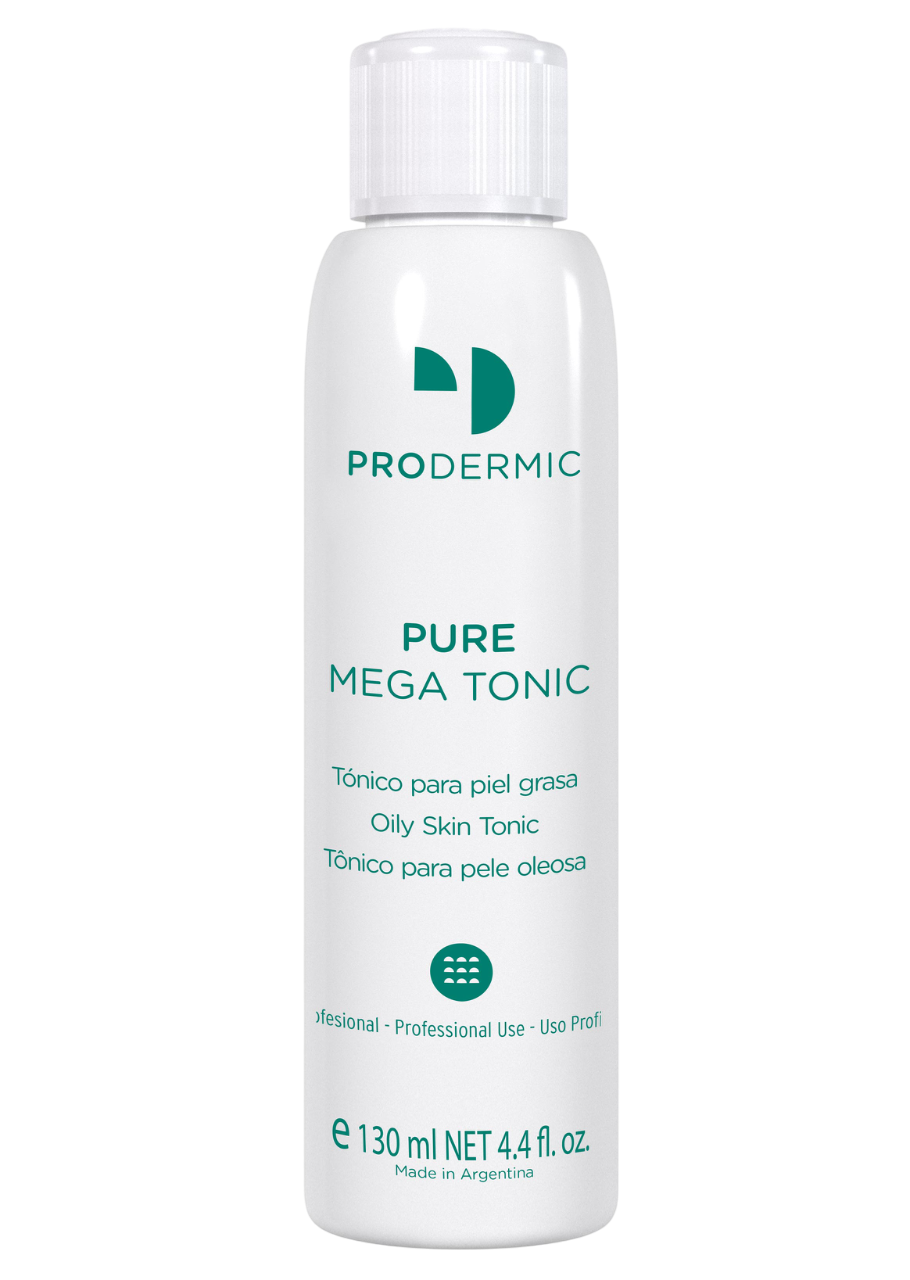 PRODERMIC
PURE
MEGA TONIC
Tónico para piel grasa
Oily Skin Tonic
Tônico para pele oleosa
ofesional - Professional Use - Uso Profi
e 130 ml NET 4.4 fl. oz.
Made in Argentina